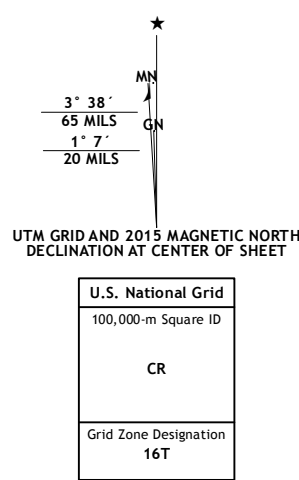 ★
MN
3° 38´
65 MILS
GN
1° 7´
20 MILS
UTM GRID AND 2015 MAGNETIC NORTH
DECLINATION AT CENTER OF SHEET
U.S. National Grid
100,000-m Square ID
CR
Grid Zone Designation
16T